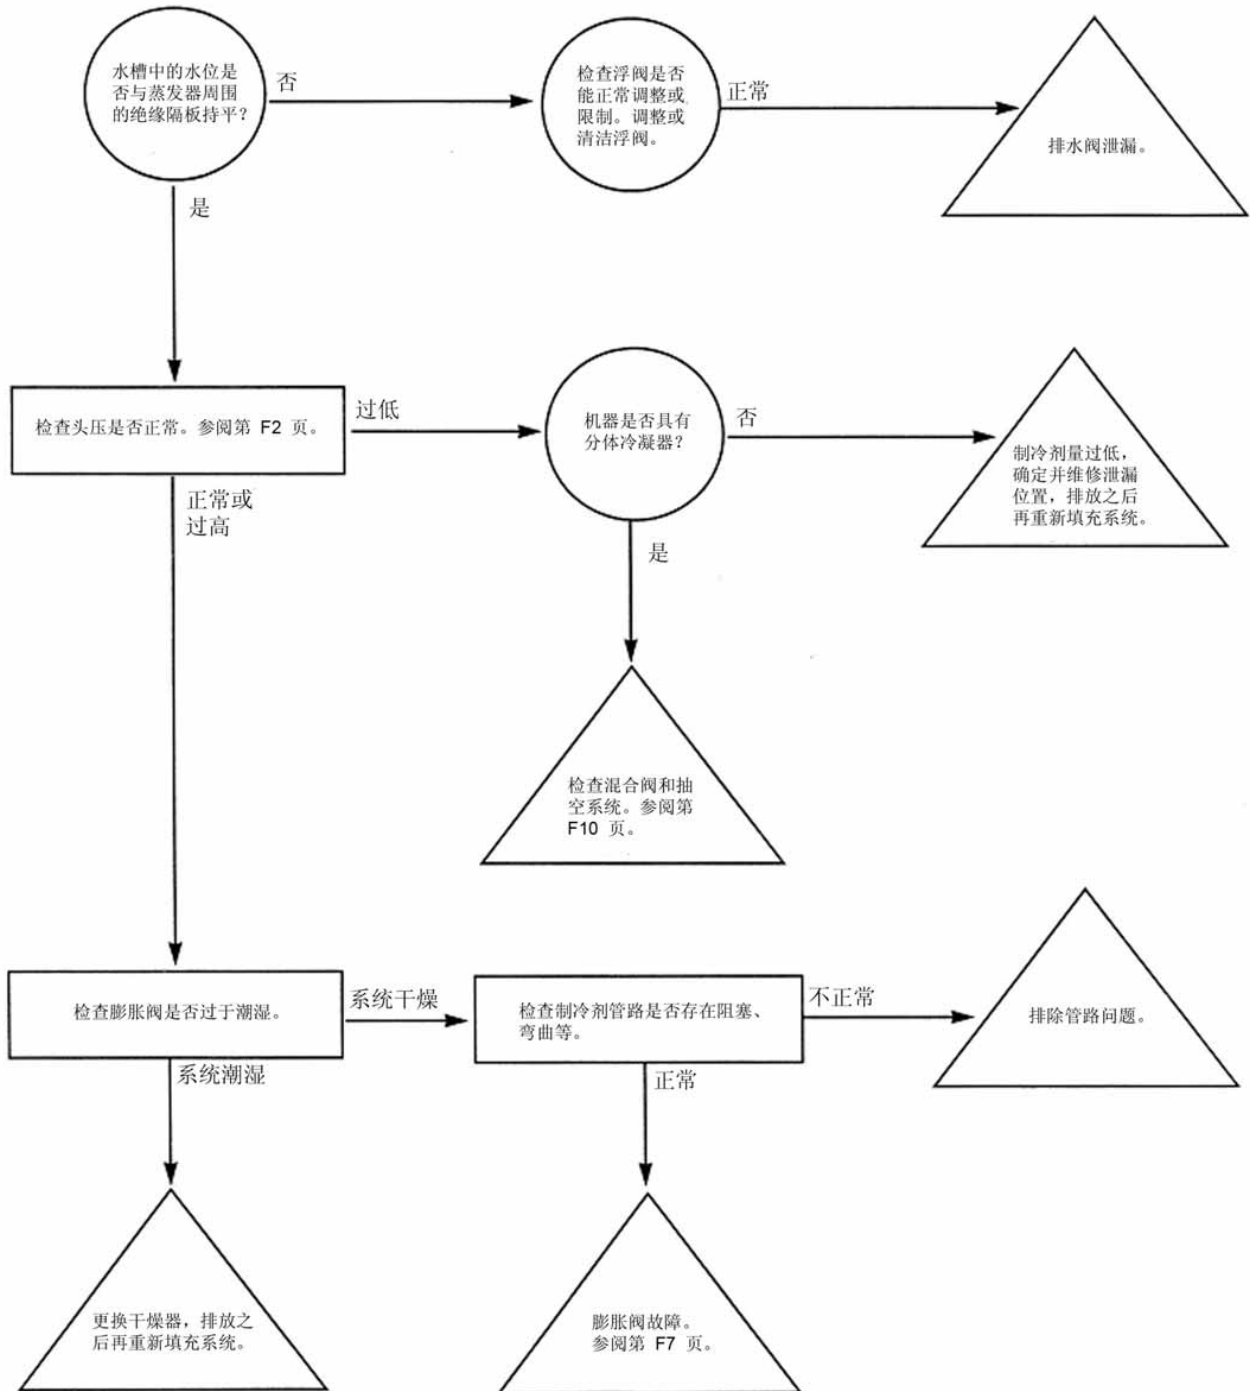 水槽中的水位是
否与蒸发器周围
的绝缘隔板持平？
否
检查浮阀是否
能正常调整或
限制。调整或
清洁浮阀。
正常
排水阀泄漏。
是
检查头压是否正常。参阅第 F2 页。
过低
机器是否具有
分体冷凝器？
否
制冷剂量过低，
确定并维修泄漏
位置，排放之后
再重新填充系统。
正常或
过高
是
检查混合阀和抽
空系统。参阅第
F10 页。
检查膨胀阀是否过于潮湿。
系统干燥
检查制冷剂管路是否存在阻塞、
弯曲等。
不正常
排除管路问题。
系统潮湿
正常
更换干燥器，排放之
后再重新填充系统。
膨胀阀故障。
参阅第 F7 页。